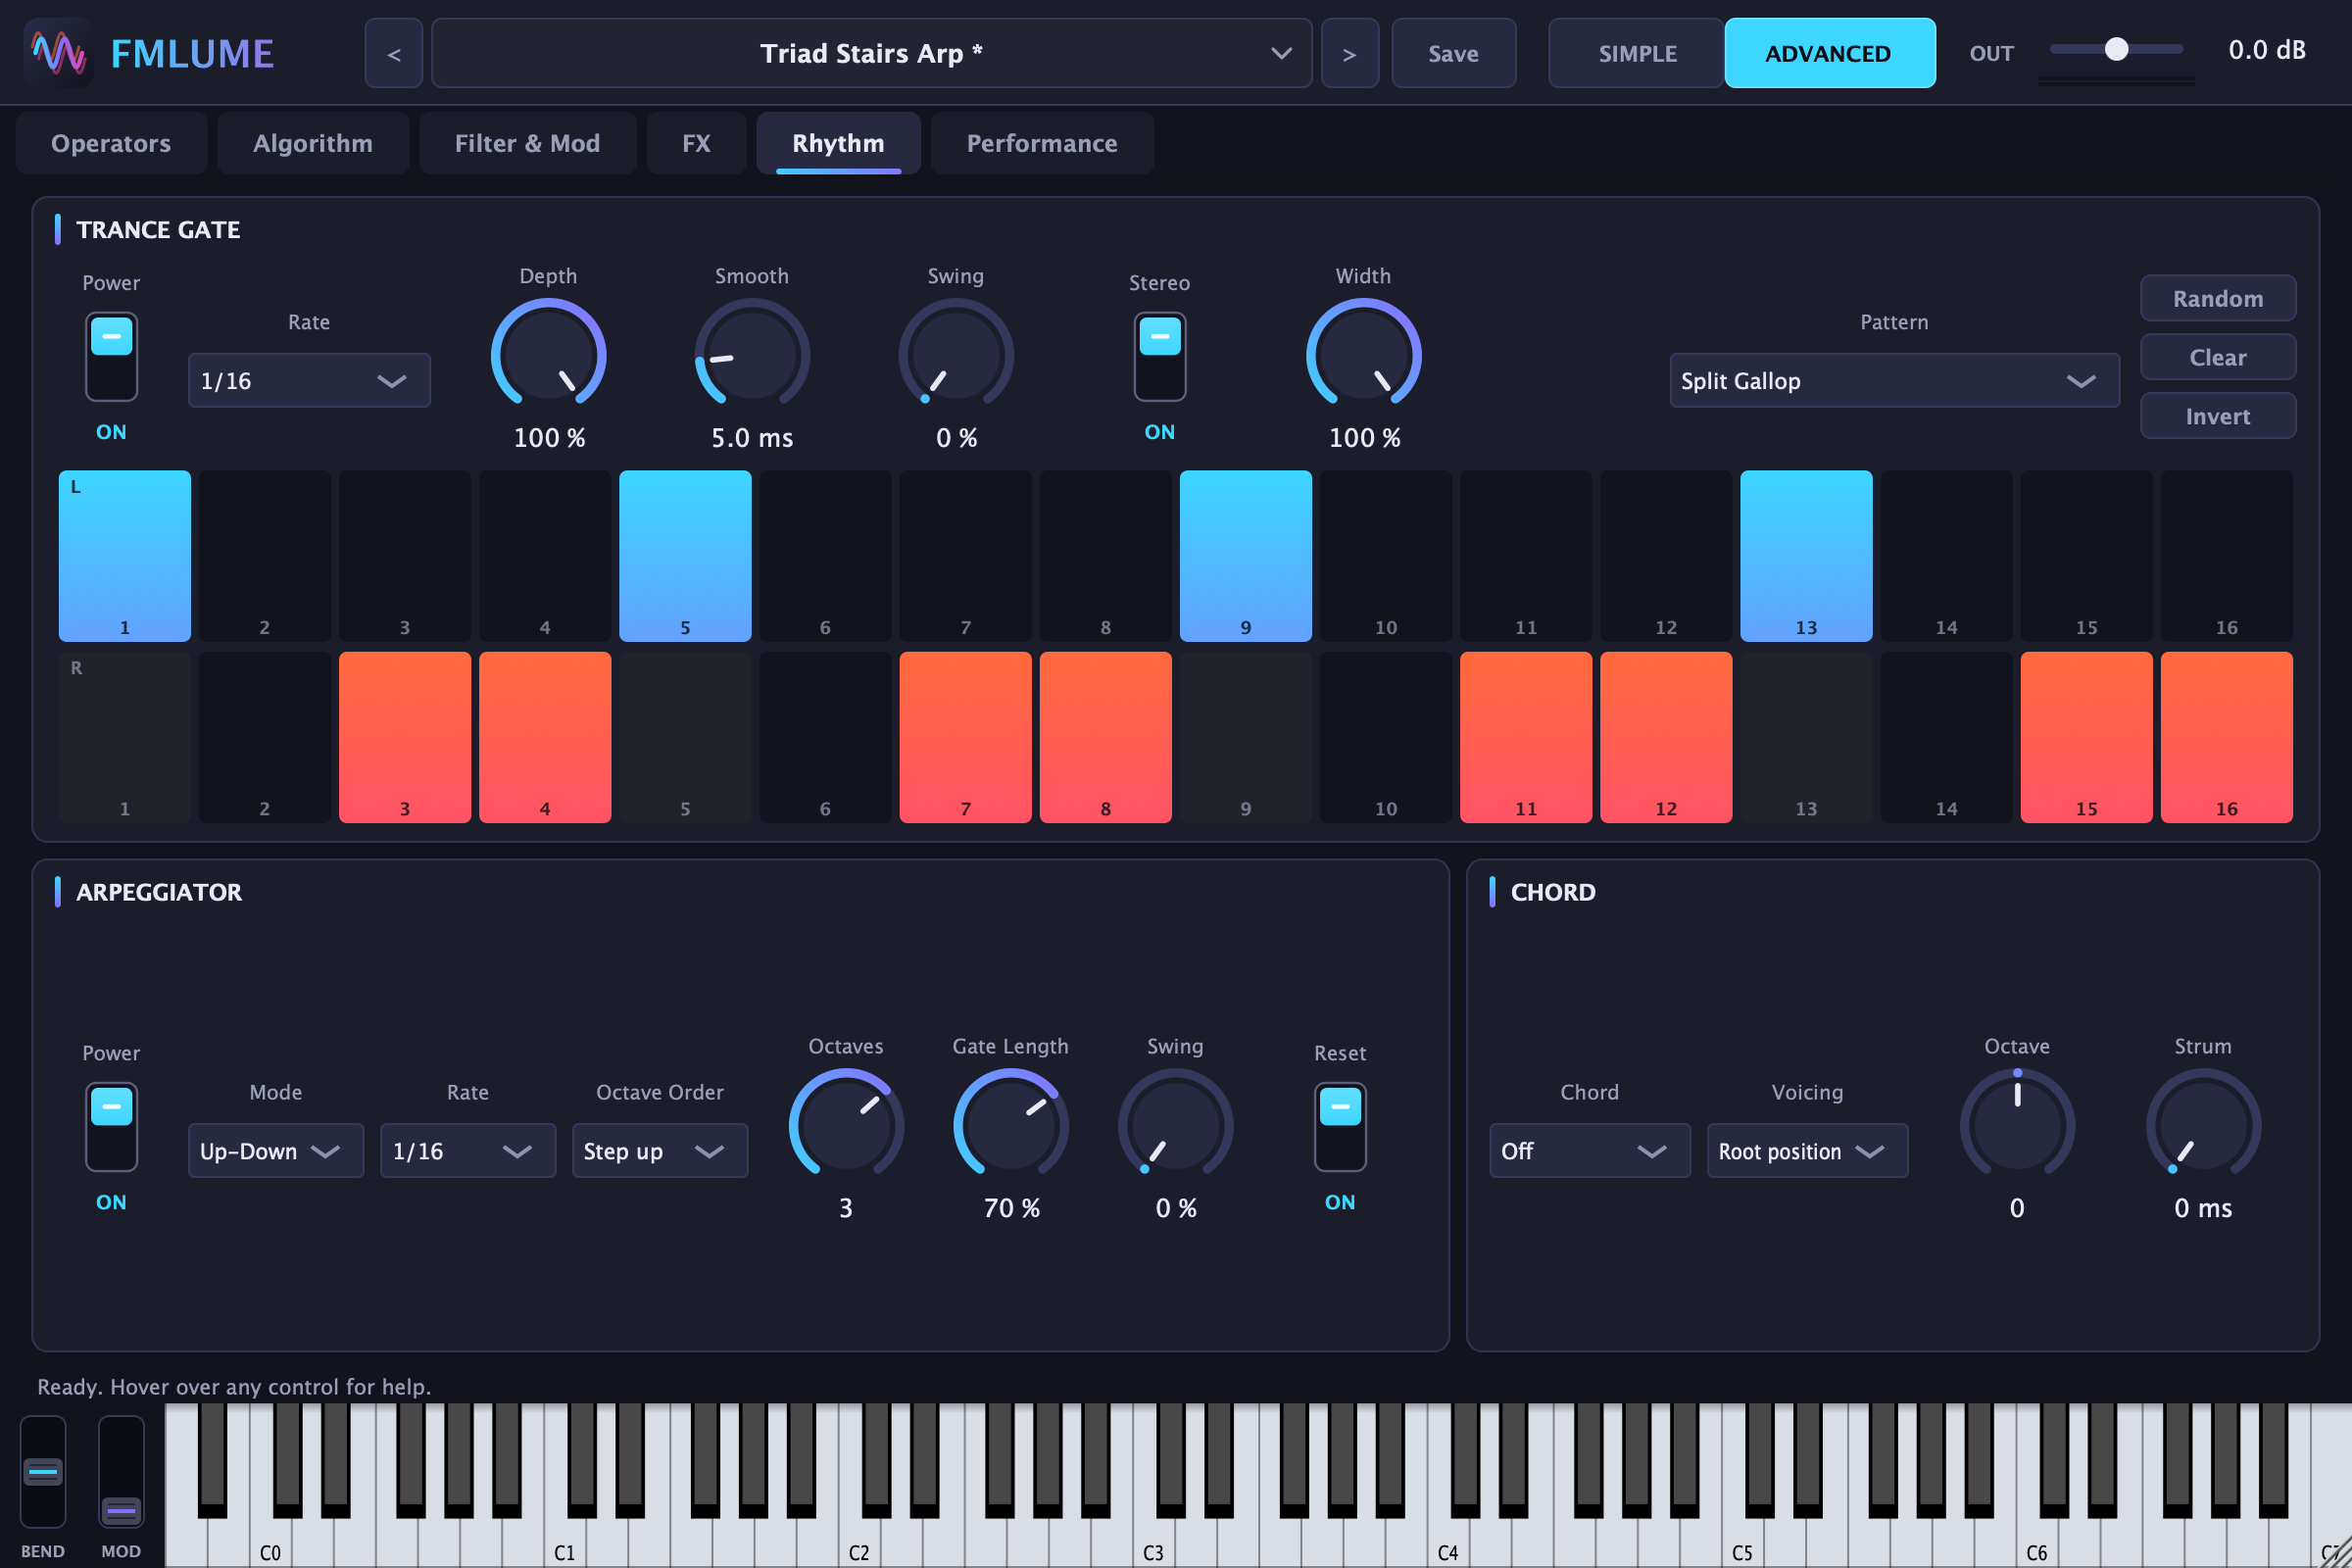 FMLUME
<
Triad Stairs Arp *
>
Save
SIMPLE
ADVANCED
OUT
0.0 dB
Operators
Algorithm
Filter & Mod
FX
Rhythm
Performance
TRANCE GATE
Power
ON
Rate
1/16
Depth
100 %
Smooth
5.0 ms
Swing
0 %
Stereo
ON
Width
100 %
Pattern
Split Gallop
Random
Clear
Invert
L
1 2 3 4 5 6 7 8 9 10 11 12 13 14 15 16
R
1 2 3 4 5 6 7 8 9 10 11 12 13 14 15 16
ARPEGGIATOR
Power
ON
Mode
Up-Down
Rate
1/16
Octave Order
Step up
Octaves
3
Gate Length
70 %
Swing
0 %
Reset
ON
CHORD
Chord
Off
Voicing
Root position
Octave
0
Strum
0 ms
Ready. Hover over any control for help.
BEND
MOD
C0 C1 C2 C3 C4 C5 C6